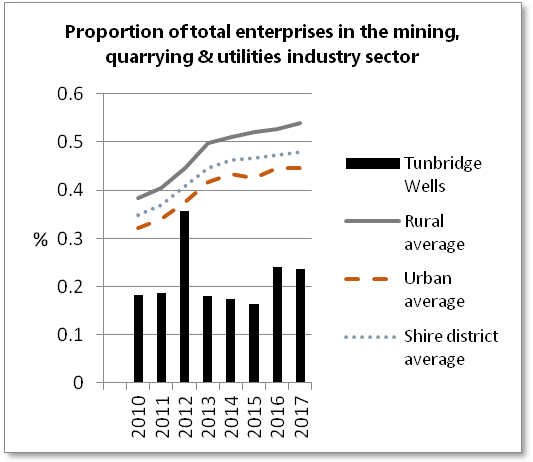 Proportion of total enterprises in the mining,
quarrying & utilities industry sector
0.6
0.5
0.4
0.3
0.2
0.1
0
%
2010
2011
2012
2013
2014
2015
2016
2017
Tunbridge
Wells
Rural
average
Urban
average
Shire district
average